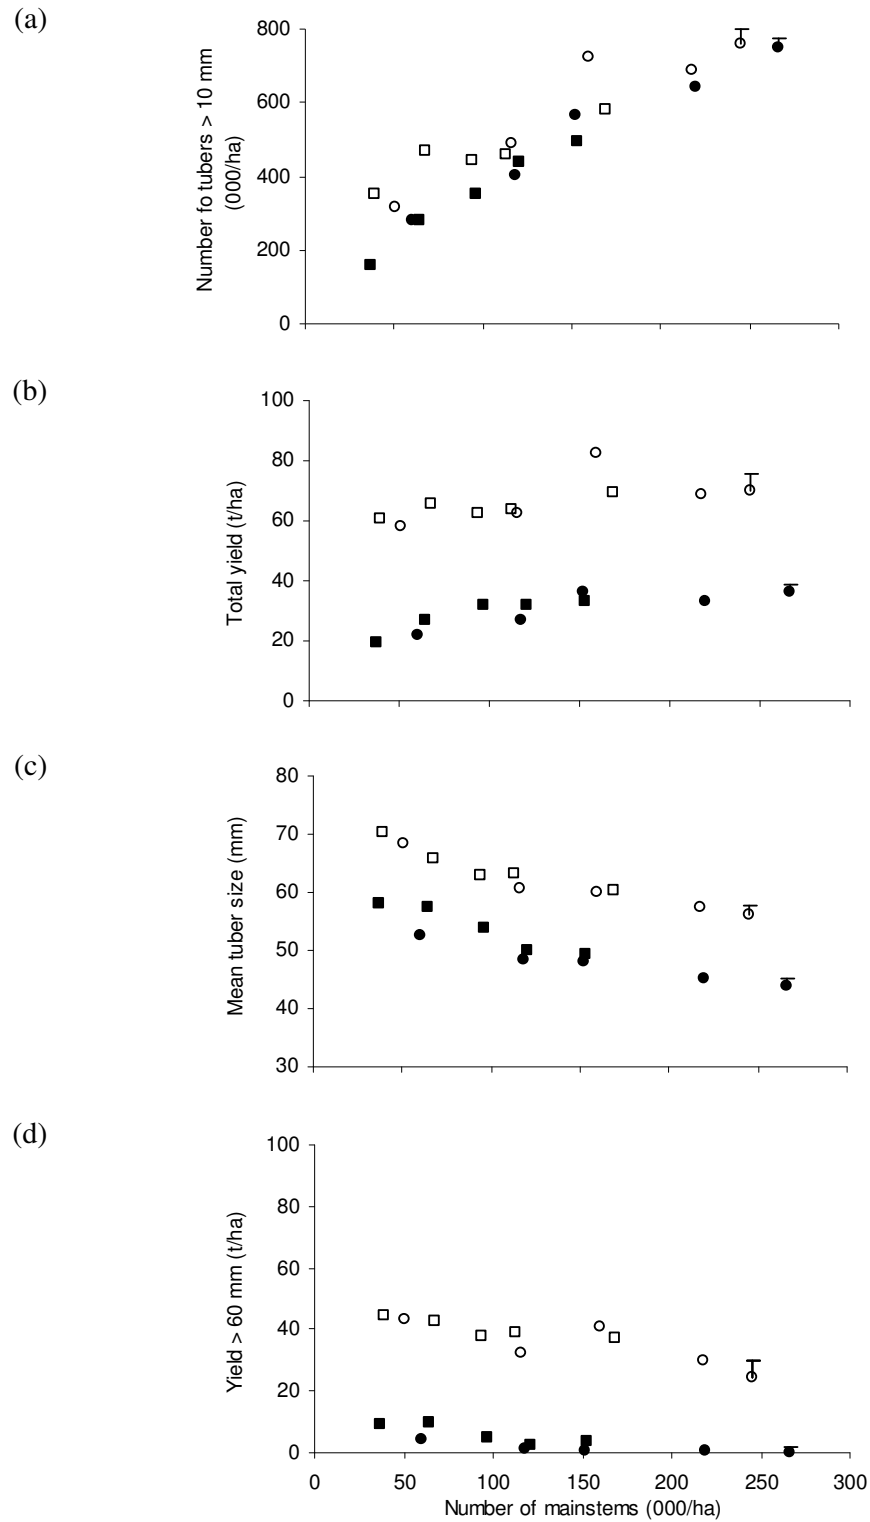 (a)
Number fo tubers > 10 mm
(000/ha)
800
600
400
200
0
(b)
Total yield (t/ha)
100
80
60
40
20
0
(c)
Mean tuber size (mm)
80
70
60
50
40
30
(d)
Yield > 60 mm (t/ha)
100
80
60
40
20
0
0 50 100 150 200 250 300
Number of mainstems (000/ha)